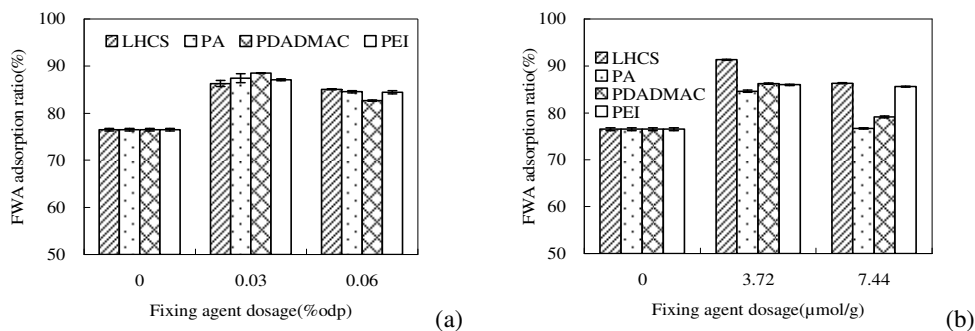 100
90
80
70
60
50
FWA adsorption ratio(%)
LHCS PA PDADMAC PEI
0 0.03 0.06
Fixing agent dosage(%odp)
(a)
100
90
80
70
60
50
FWA adsorption ratio(%)
LHCS
PA
PDADMAC
PEI
0 3.72 7.44
Fixing agent dosage(μmol/g)
(b)